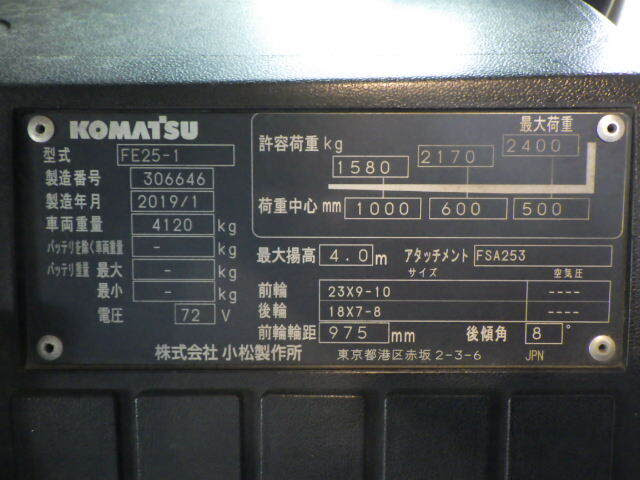 KOMATSU
型式 FE25-1
製造番号 306646
製造年月 2019/1
車両重量 4120 kg
バッテリを除く車両重量 - kg
バッテリ重量 最大 - kg
最小 - kg
電圧 72 V
最大荷重
許容荷重 kg 1580 2170 2400
荷重中心 mm 1000 600 500
最大揚高 4.0 m アタッチメント FSA253
サイズ 空気圧
前輪 23X9-10 ----
後輪 18X7-8 ----
前輪輪距 975 mm 後傾角 8°
株式会社 小松製作所 東京都港区赤坂 2-3-6 JPN